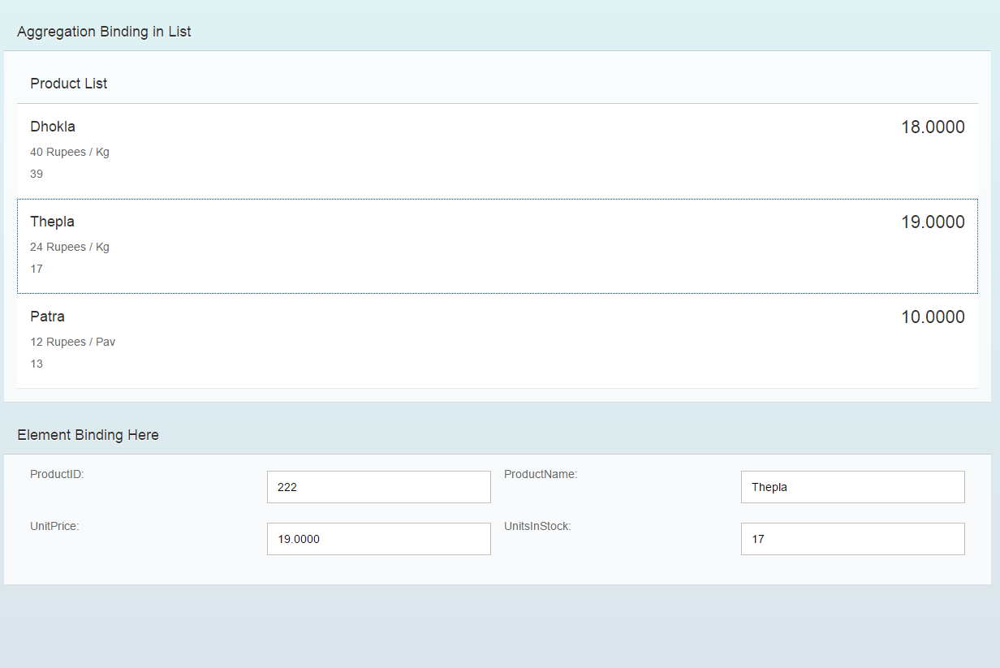 Aggregation Binding in List
Product List
Dhokla 18.0000
40 Rupees / Kg
39
Thepla 19.0000
24 Rupees / Kg
17
Patra 10.0000
12 Rupees / Pav
13
Element Binding Here
ProductID: 222 ProductName: Thepla
UnitPrice: 19.0000 UnitsInStock: 17